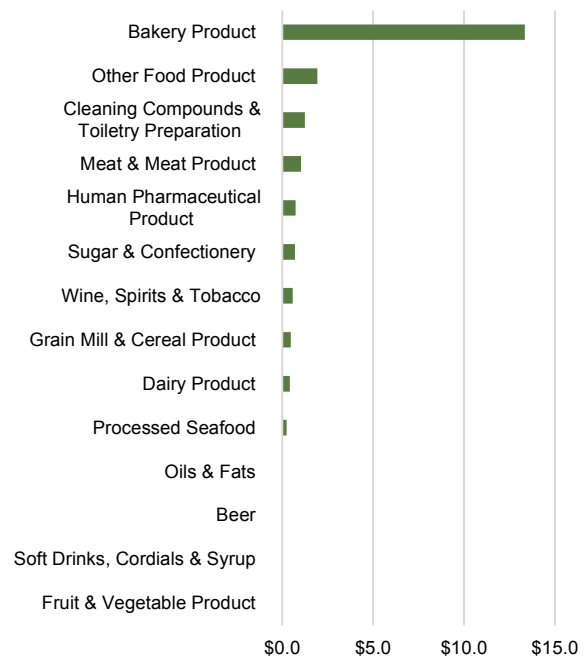 Bakery Product
Other Food Product
Cleaning Compounds &
Toiletry Preparation
Meat & Meat Product
Human Pharmaceutical
Product
Sugar & Confectionery
Wine, Spirits & Tobacco
Grain Mill & Cereal Product
Dairy Product
Processed Seafood
Oils & Fats
Beer
Soft Drinks, Cordials & Syrup
Fruit & Vegetable Product
$0.0 $5.0 $10.0 $15.0